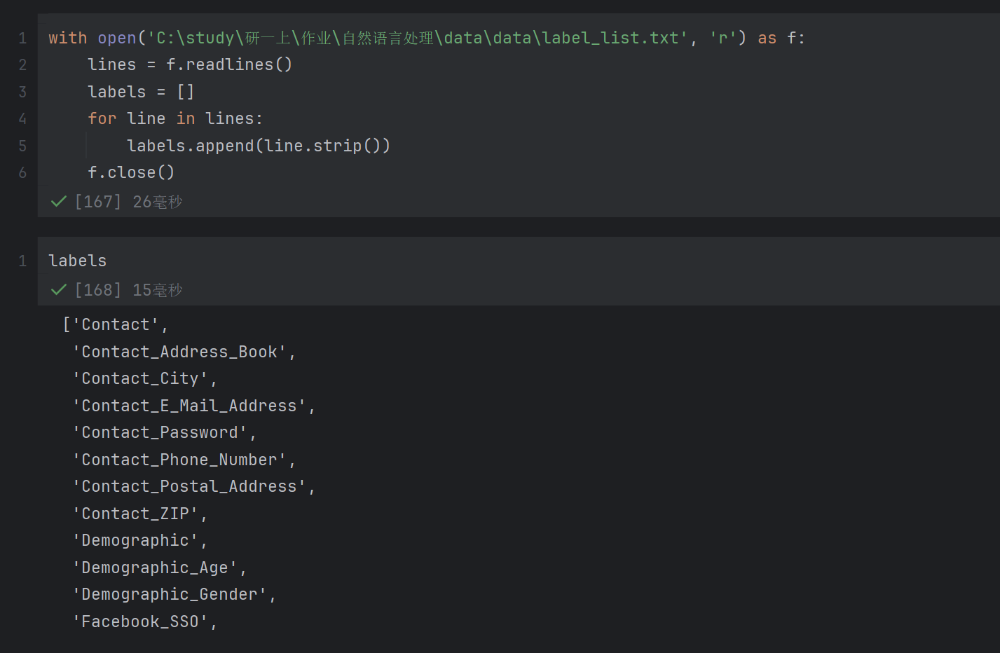 1 with open('C:\study\研一上\作业\自然语言处理\data\data\label_list.txt', 'r') as f:
2     lines = f.readlines()
3     labels = []
4     for line in lines:
5         labels.append(line.strip())
6     f.close()
✓ [167] 26毫秒
1 labels
✓ [168] 15毫秒
['Contact',
 'Contact_Address_Book',
 'Contact_City',
 'Contact_E_Mail_Address',
 'Contact_Password',
 'Contact_Phone_Number',
 'Contact_Postal_Address',
 'Contact_ZIP',
 'Demographic',
 'Demographic_Age',
 'Demographic_Gender',
 'Facebook_SSO',